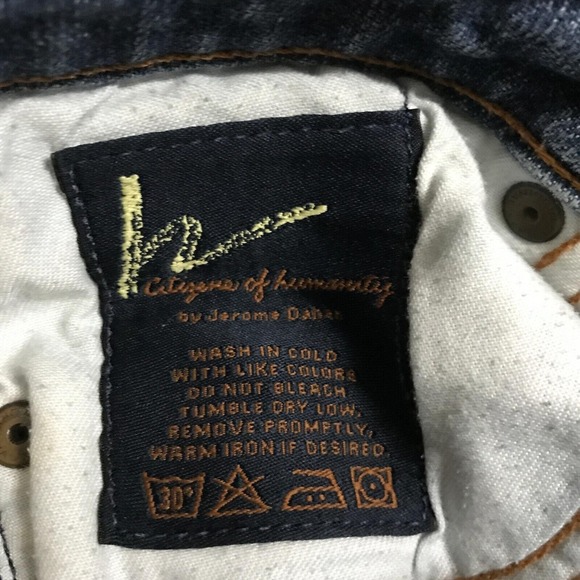 h
Citizens of humanity
by Jerome Dahan
WASH IN COLD
WITH LIKE COLORS
DO NOT BLEACH
TUMBLE DRY LOW,
REMOVE PROMPTLY,
WARM IRON IF DESIRED
30°